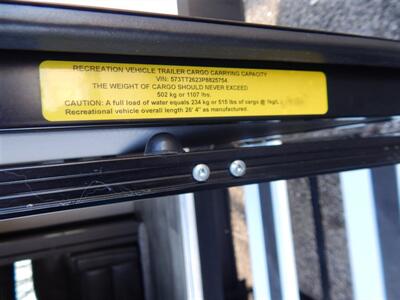 RECREATION VEHICLE TRAILER CARGO CARRYING CAPACITY
VIN: 573TT2623P8825754
THE WEIGHT OF CARGO SHOULD NEVER EXCEED
502 kg or 1107 lbs.
CAUTION: A full load of water equals 234 kg or 515 lbs of cargo @ 1kg/L
Recreational vehicle overall length 26' 4" as manufactured.